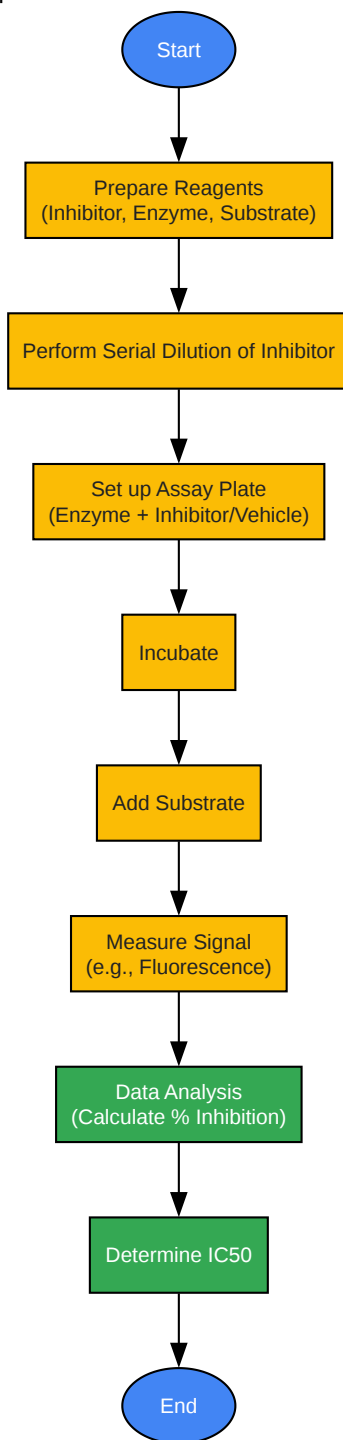 Start
Prepare Reagents
(Inhibitor, Enzyme, Substrate)
Perform Serial Dilution of Inhibitor
Set up Assay Plate
(Enzyme + Inhibitor/Vehicle)
Incubate
Add Substrate
Measure Signal
(e.g., Fluorescence)
Data Analysis
(Calculate % Inhibition)
Determine IC50
End